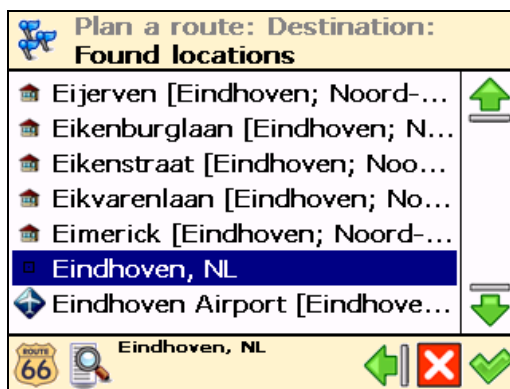 Plan a route: Destination:
Found locations
Eijerven [Eindhoven; Noord-...
Eikenburglaan [Eindhoven; N...
Eikenstraat [Eindhoven; Noo...
Eikvarenlaan [Eindhoven; No...
Eimerick [Eindhoven; Noord-...
Eindhoven, NL
Eindhoven Airport [Eindhove...
ROUTE
66
Eindhoven, NL